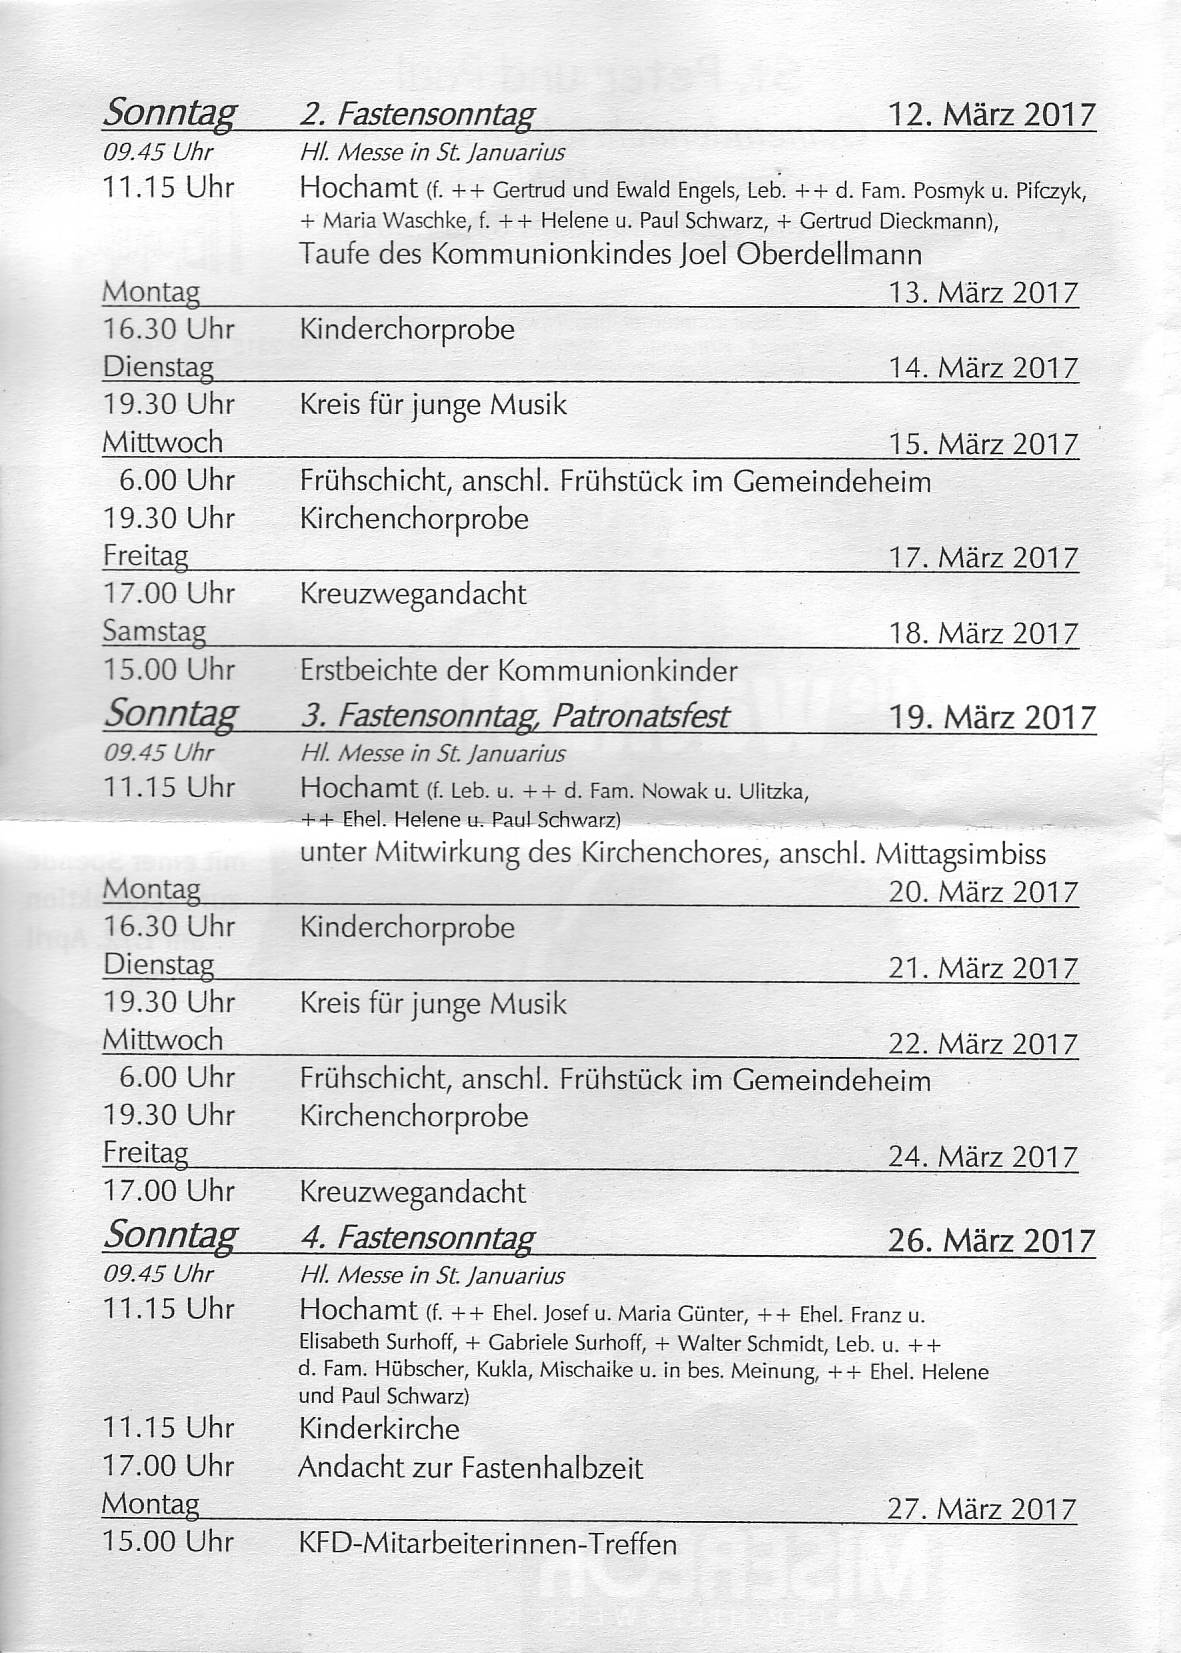 Sonntag 2. Fastensonntag 12. März 2017
09.45 Uhr Hl. Messe in St. Januarius
11.15 Uhr Hochamt (f. ++ Gertrud und Ewald Engels, Leb. ++ d. Fam. Posmyk u. Pifczyk,
+ Maria Waschke, f. ++ Helene u. Paul Schwarz, + Gertrud Dieckmann),
Taufe des Kommunionkindes Joel Oberdellmann
Montag 13. März 2017
16.30 Uhr Kinderchorprobe
Dienstag 14. März 2017
19.30 Uhr Kreis für junge Musik
Mittwoch 15. März 2017
6.00 Uhr Frühschicht, anschl. Frühstück im Gemeindeheim
19.30 Uhr Kirchenchorprobe
Freitag 17. März 2017
17.00 Uhr Kreuzwegandacht
Samstag 18. März 2017
15.00 Uhr Erstbeichte der Kommunionkinder
Sonntag 3. Fastensonntag, Patronatsfest 19. März 2017
09.45 Uhr Hl. Messe in St. Januarius
11.15 Uhr Hochamt (f. Leb. u. ++ d. Fam. Nowak u. Ulitzka,
++ Ehel. Helene u. Paul Schwarz)
unter Mitwirkung des Kirchenchores, anschl. Mittagsimbiss
Montag 20. März 2017
16.30 Uhr Kinderchorprobe
Dienstag 21. März 2017
19.30 Uhr Kreis für junge Musik
Mittwoch 22. März 2017
6.00 Uhr Frühschicht, anschl. Frühstück im Gemeindeheim
19.30 Uhr Kirchenchorprobe
Freitag 24. März 2017
17.00 Uhr Kreuzwegandacht
Sonntag 4. Fastensonntag 26. März 2017
09.45 Uhr Hl. Messe in St. Januarius
11.15 Uhr Hochamt (f. ++ Ehel. Josef u. Maria Günter, ++ Ehel. Franz u.
Elisabeth Surhoff, + Gabriele Surhoff, + Walter Schmidt, Leb. u. ++
d. Fam. Hübscher, Kukla, Mischaike u. in bes. Meinung, ++ Ehel. Helene
und Paul Schwarz)
11.15 Uhr Kinderkirche
17.00 Uhr Andacht zur Fastenhalbzeit
Montag 27. März 2017
15.00 Uhr KFD-Mitarbeiterinnen-Treffen